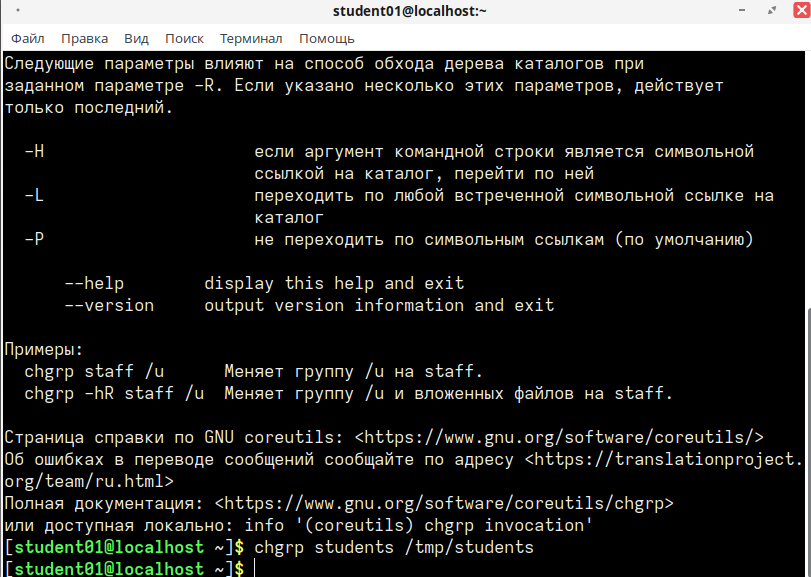 student01@localhost:~
Файл Правка Вид Поиск Терминал Помощь
Следующие параметры влияют на способ обхода дерева каталогов при
заданном параметре -R. Если указано несколько этих параметров, действует
только последний.
-H если аргумент командной строки является символьной
ссылкой на каталог, перейти по ней
-L переходить по любой встреченной символьной ссылке на
каталог
-P не переходить по символьным ссылкам (по умолчанию)
--help display this help and exit
--version output version information and exit
Примеры:
chgrp staff /u Меняет группу /u на staff.
chgrp -hR staff /u Меняет группу /u и вложенных файлов на staff.
Страница справки по GNU coreutils: <https://www.gnu.org/software/coreutils/>
Об ошибках в переводе сообщений сообщайте по адресу <https://translationproject.
org/team/ru.html>
Полная документация: <https://www.gnu.org/software/coreutils/chgrp>
или доступная локально: info '(coreutils) chgrp invocation'
[student01@localhost ~]$ chgrp students /tmp/students
[student01@localhost ~]$